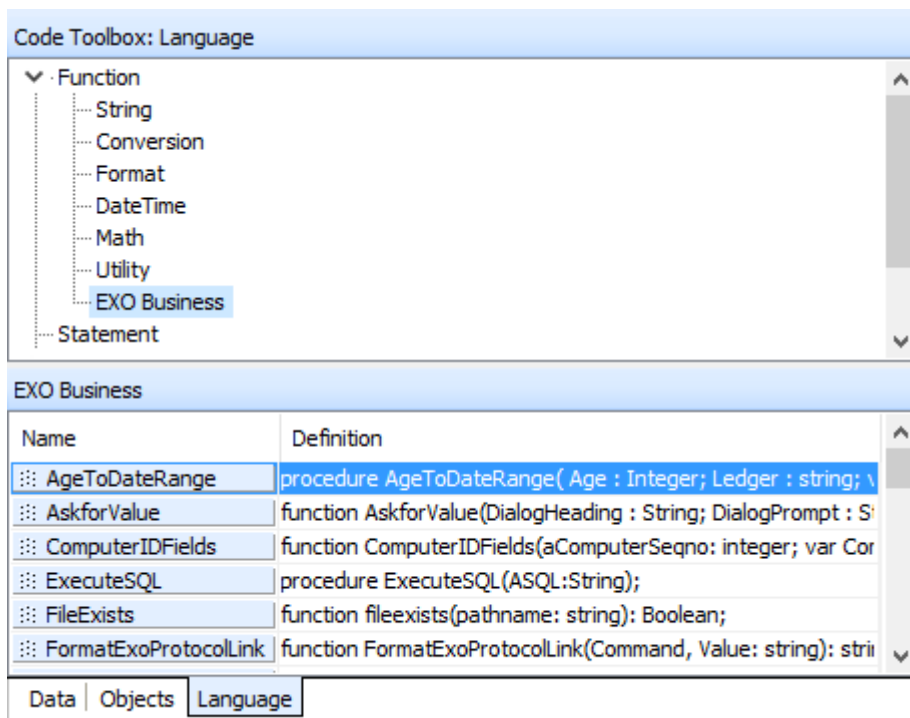 Code Toolbox: Language
Function
String
Conversion
Format
DateTime
Math
Utility
EXO Business
Statement
EXO Business
Name Definition
AgeToDateRange procedure AgeToDateRange( Age : Integer; Ledger : string; v
AskforValue function AskforValue(DialogHeading : String; DialogPrompt : S
ComputerIDFields function ComputerIDFields(aComputerSeqno: integer; var Cor
ExecuteSQL procedure ExecuteSQL(ASQL:String);
FileExists function fileexists(pathname: string): Boolean;
FormatExoProtocolLink function FormatExoProtocolLink(Command, Value: string): stri
Data Objects Language